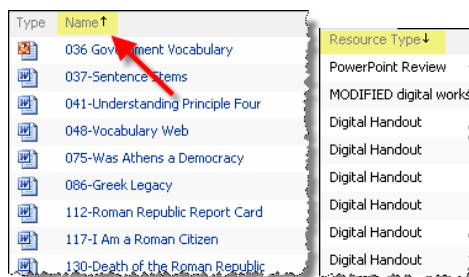 Type Name↑
036 Government Vocabulary
037-Sentence Stems
041-Understanding Principle Four
048-Vocabulary Web
075-Was Athens a Democracy
086-Greek Legacy
112-Roman Republic Report Card
117-I Am a Roman Citizen
130-Death of the Roman Republic
Resource Type↓
PowerPoint Review
MODIFIED digital works
Digital Handout
Digital Handout
Digital Handout
Digital Handout
Digital Handout
Digital Handout